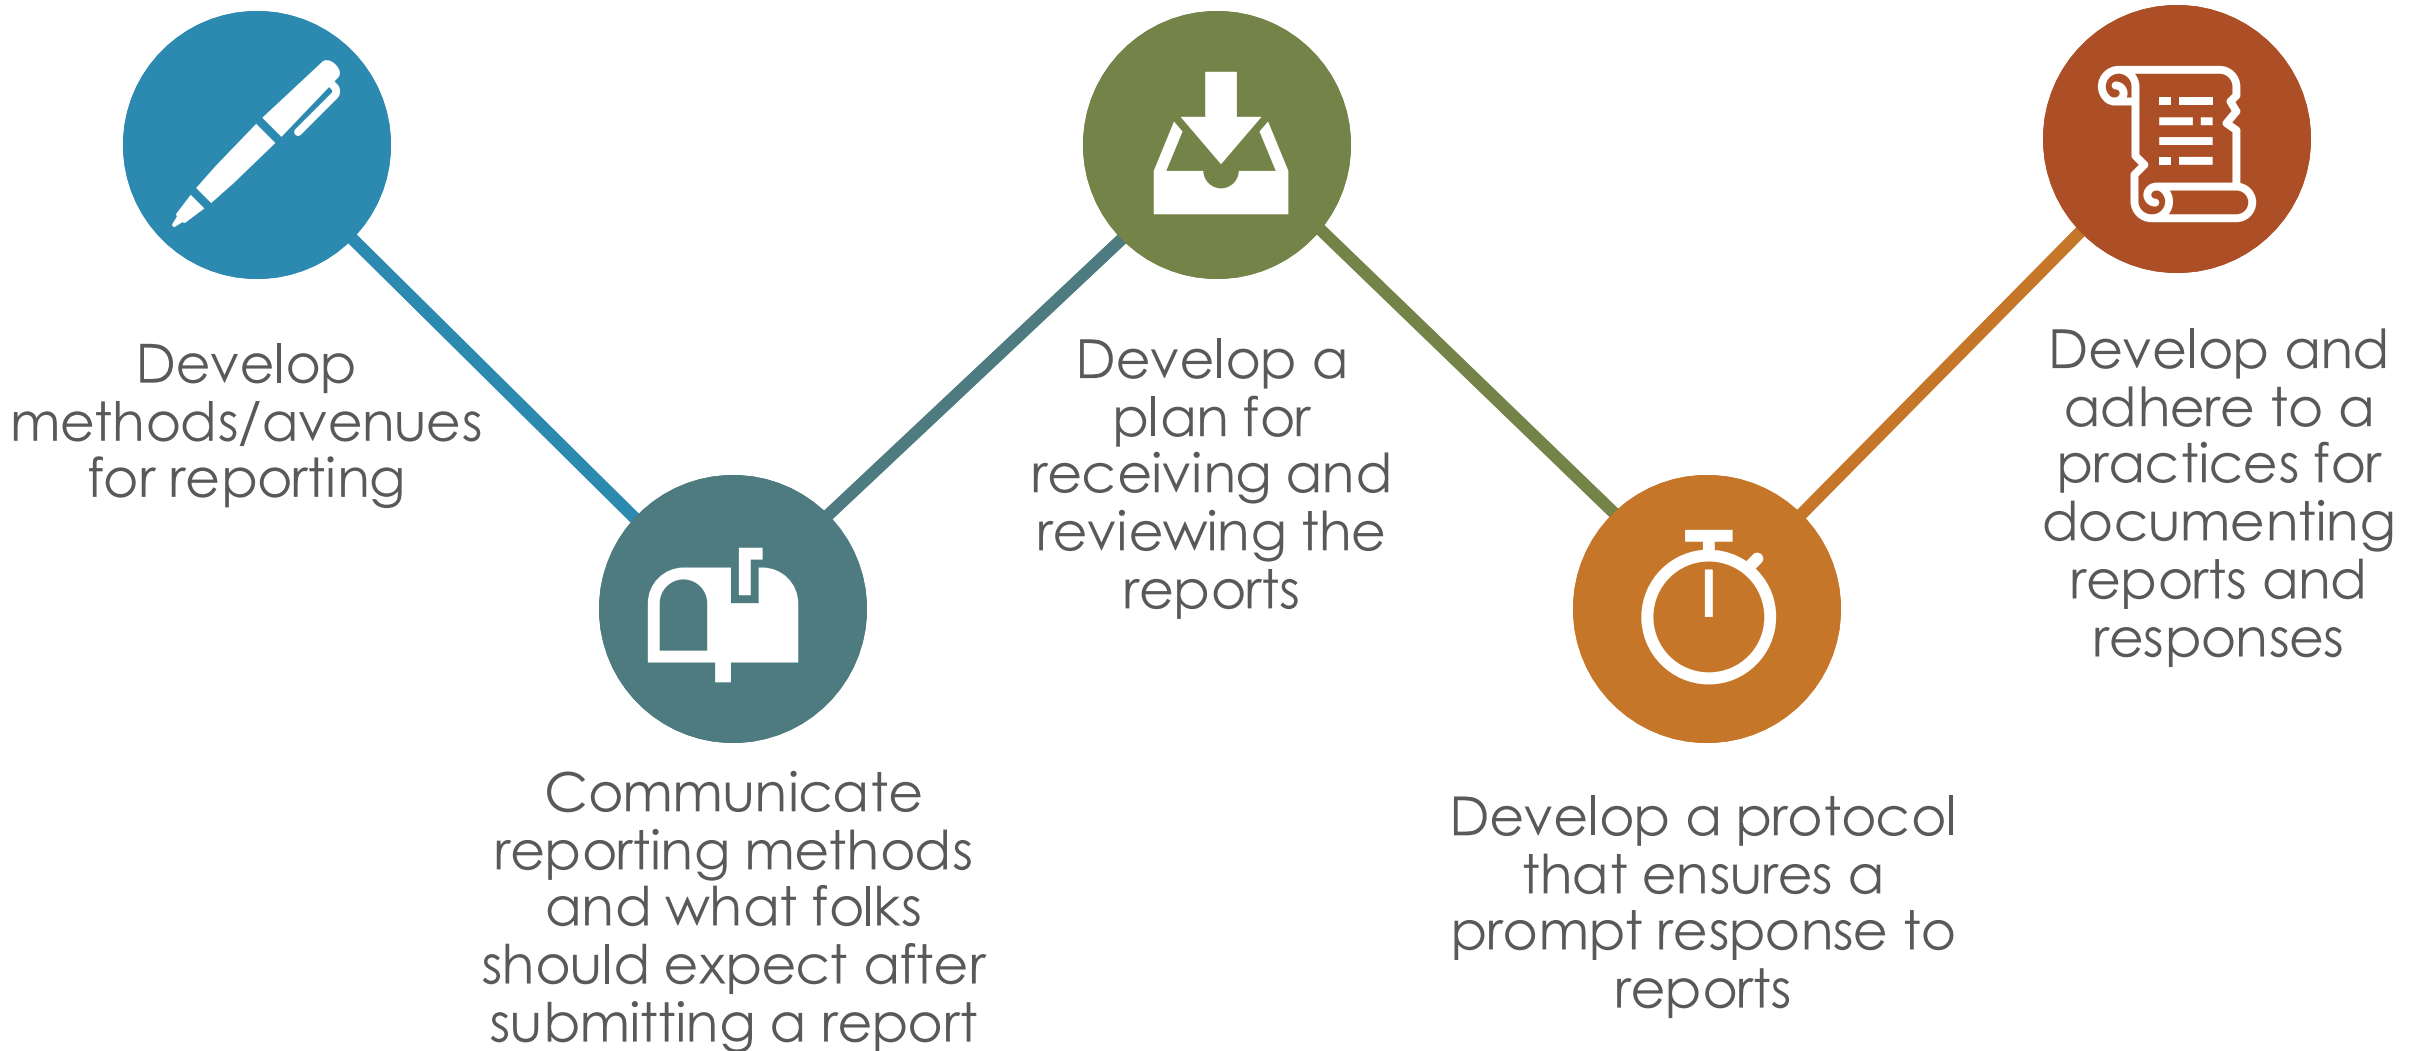 Develop
methods/avenues
for reporting
Communicate
reporting methods
and what folks
should expect after
submitting a report
Develop a
plan for
receiving and
reviewing the
reports
Develop a protocol
that ensures a
prompt response to
reports
Develop and
adhere to a
practices for
documenting
reports and
responses